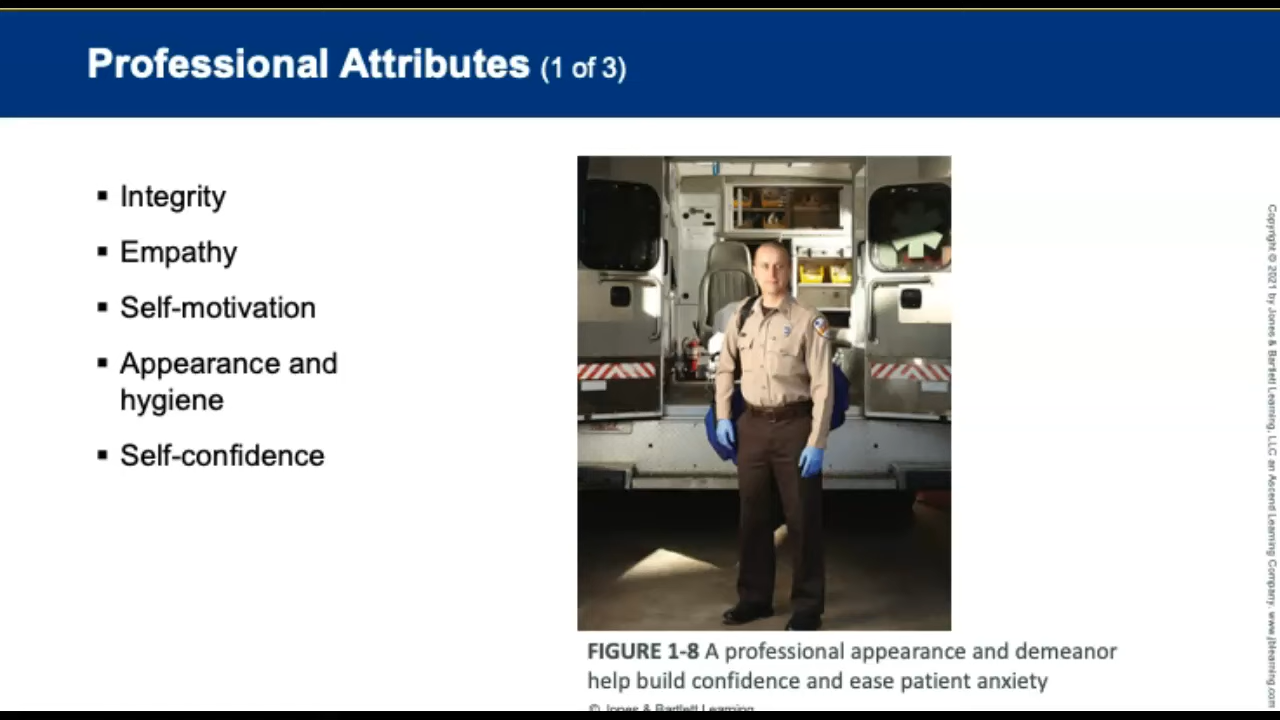 Professional Attributes (1 of 3)
▪ Integrity
▪ Empathy
▪ Self-motivation
▪ Appearance and
hygiene
▪ Self-confidence
FIGURE 1-8 A professional appearance and demeanor
help build confidence and ease patient anxiety
© Jones & Bartlett Learning
Copyright © 2021 by Jones & Bartlett Learning, LLC an Ascend Learning Company. www.jblearning.com